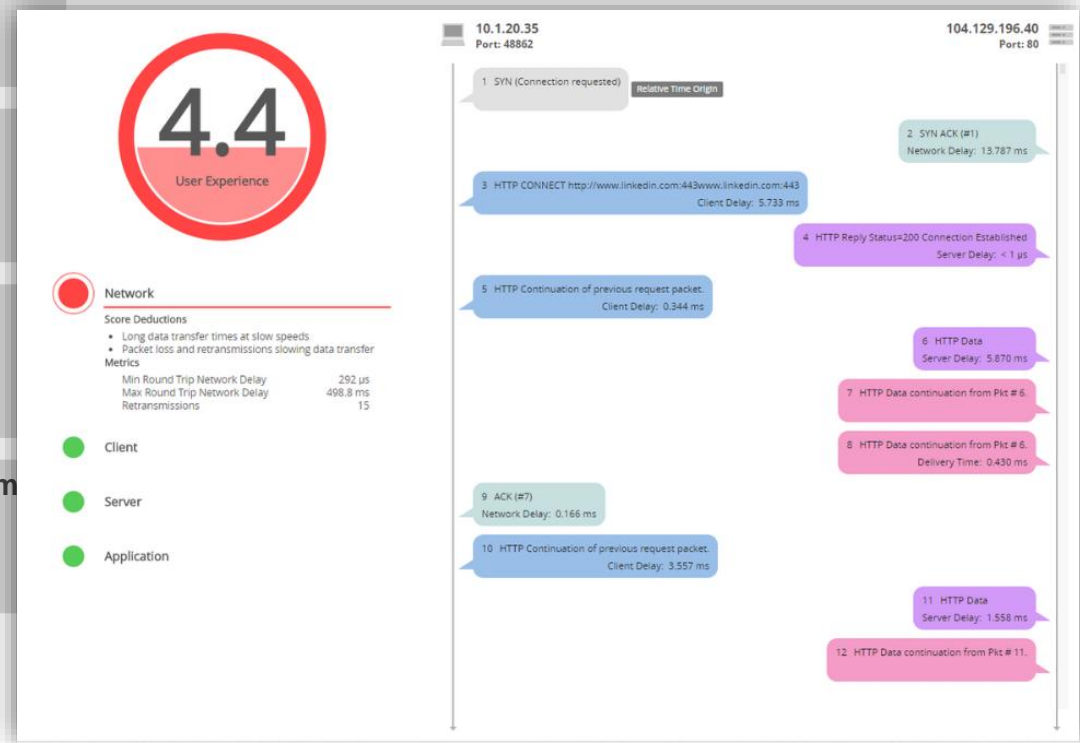 4.4
User Experience
Network
Score Deductions
• Long data transfer times at slow speeds
• Packet loss and retransmissions slowing data transfer
Metrics
Min Round Trip Network Delay 292 µs
Max Round Trip Network Delay 498.8 ms
Retransmissions 15
Client
Server
Application
m
10.1.20.35
Port: 48862
104.129.196.40
Port: 80
1 SYN (Connection requested)
Relative Time Origin
2 SYN ACK (#1)
Network Delay: 13.787 ms
3 HTTP CONNECT http://www.linkedin.com:443www.linkedin.com:443
Client Delay: 5.733 ms
4 HTTP Reply Status=200 Connection Established
Server Delay: < 1 µs
5 HTTP Continuation of previous request packet.
Client Delay: 0.344 ms
6 HTTP Data
Server Delay: 5.870 ms
7 HTTP Data continuation from Pkt # 6.
8 HTTP Data continuation from Pkt # 6.
Delivery Time: 0.430 ms
9 ACK (#7)
Network Delay: 0.166 ms
10 HTTP Continuation of previous request packet.
Client Delay: 3.557 ms
11 HTTP Data
Server Delay: 1.558 ms
12 HTTP Data continuation from Pkt # 11.